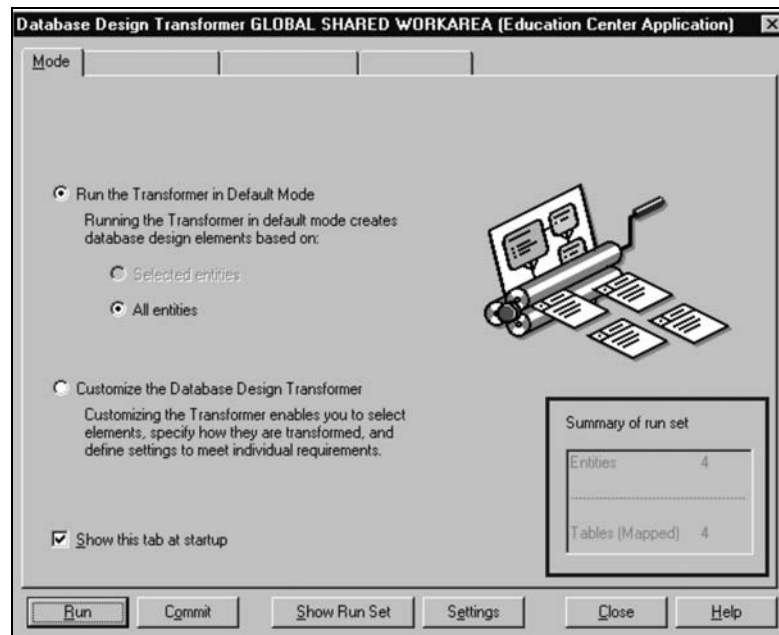 Database Design Transformer GLOBAL SHARED WORKAREA (Education Center Application)
Mode
Run the Transformer in Default Mode
Running the Transformer in default mode creates
database design elements based on:
Selected entities
All entities
Customize the Database Design Transformer
Customizing the Transformer enables you to select
elements, specify how they are transformed, and
define settings to meet individual requirements.
Show this tab at startup
Summary of run set
Entities 4
Tables (Mapped) 4
Run Commit Show Run Set Settings Close Help